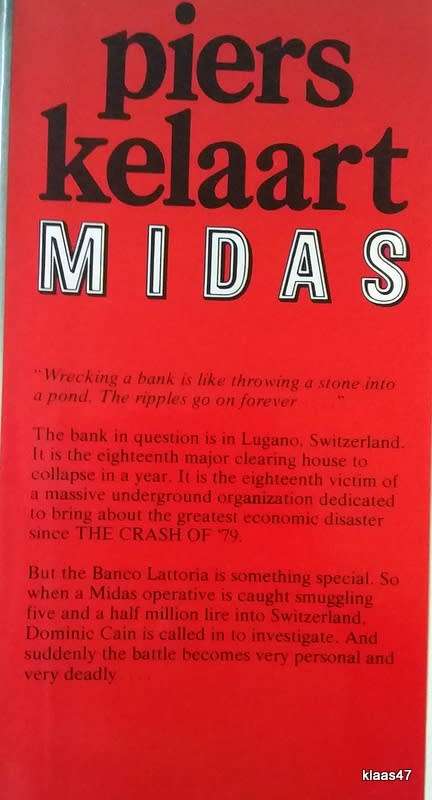 piers
kelaart
MIDAS
"Wrecking a bank is like throwing a stone into
a pond. The ripples go on forever . . . ."
The bank in question is in Lugano, Switzerland.
It is the eighteenth major clearing house to
collapse in a year. It is the eighteenth victim of
a massive underground organization dedicated
to bring about the greatest economic disaster
since THE CRASH OF '79.
But the Banco Lattoria is something special. So
when a Midas operative is caught smuggling
five and a half million lire into Switzerland,
Dominic Cain is called in to investigate. And
suddenly the battle becomes very personal and
very deadly . . . .
klaas47